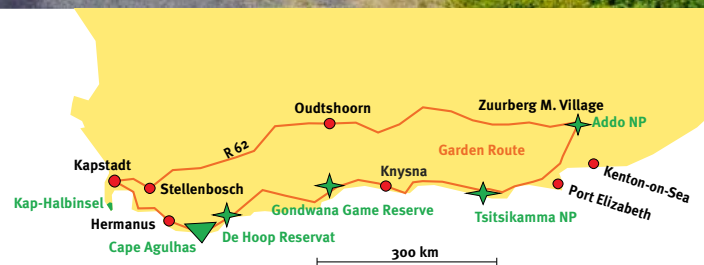 Oudtshoorn
Zuurberg M. Village
Addo NP
R 62
Garden Route
Kapstadt
Stellenbosch
Knysna
Kenton-on-Sea
Port Elizabeth
Kap-Halbinsel
Hermanus
Gondwana Game Reserve
Tsitsikamma NP
De Hoop Reservat
Cape Agulhas
300 km